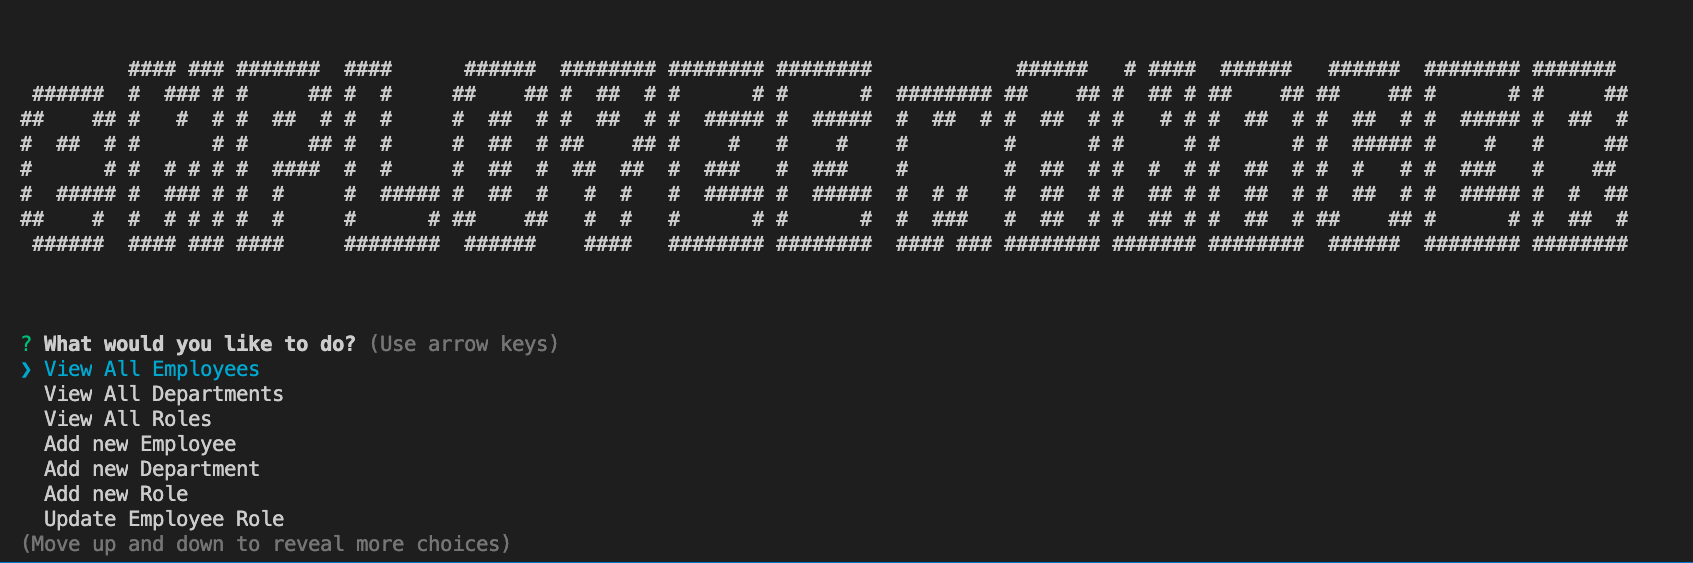 eMPLOYEE mANAGER
? What would you like to do? (Use arrow keys)
❯ View All Employees
View All Departments
View All Roles
Add new Employee
Add new Department
Add new Role
Update Employee Role
(Move up and down to reveal more choices)